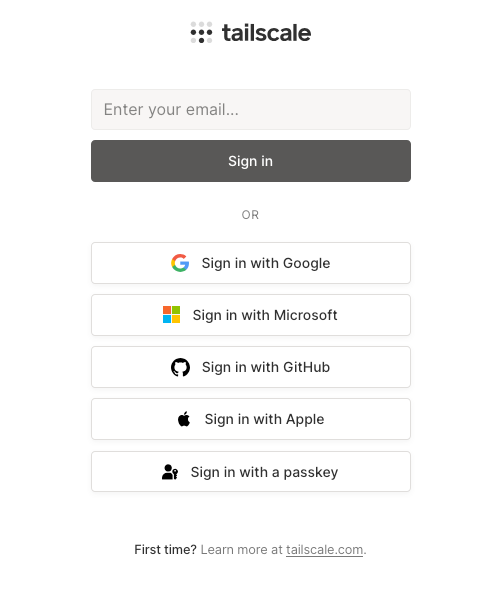 tailscale
Enter your email...
Sign in
OR
Sign in with Google
Sign in with Microsoft
Sign in with GitHub
Sign in with Apple
Sign in with a passkey
First time? Learn more at tailscale.com.